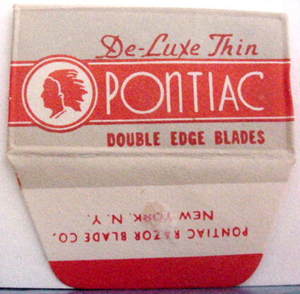 De-Luxe Thin
PONTIAC
DOUBLE EDGE BLADES
PONTIAC RAZOR BLADE CO.
NEW YORK, N. Y.